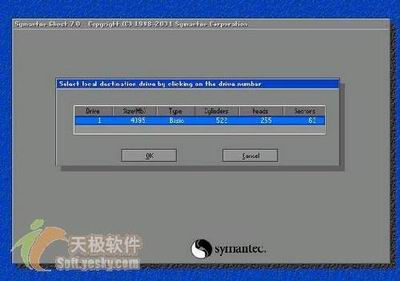 Symantec Ghost 7.0 Copyright (C) 1998-2001 Symantec Corporation
Select local destination drive by clicking on the drive number
Drive Size(Mb) Type Cylinders Heads Sectors
1 4095 Basic 522 255 63
OK Cancel
symantec.
天极软件
Soft.yesky.com